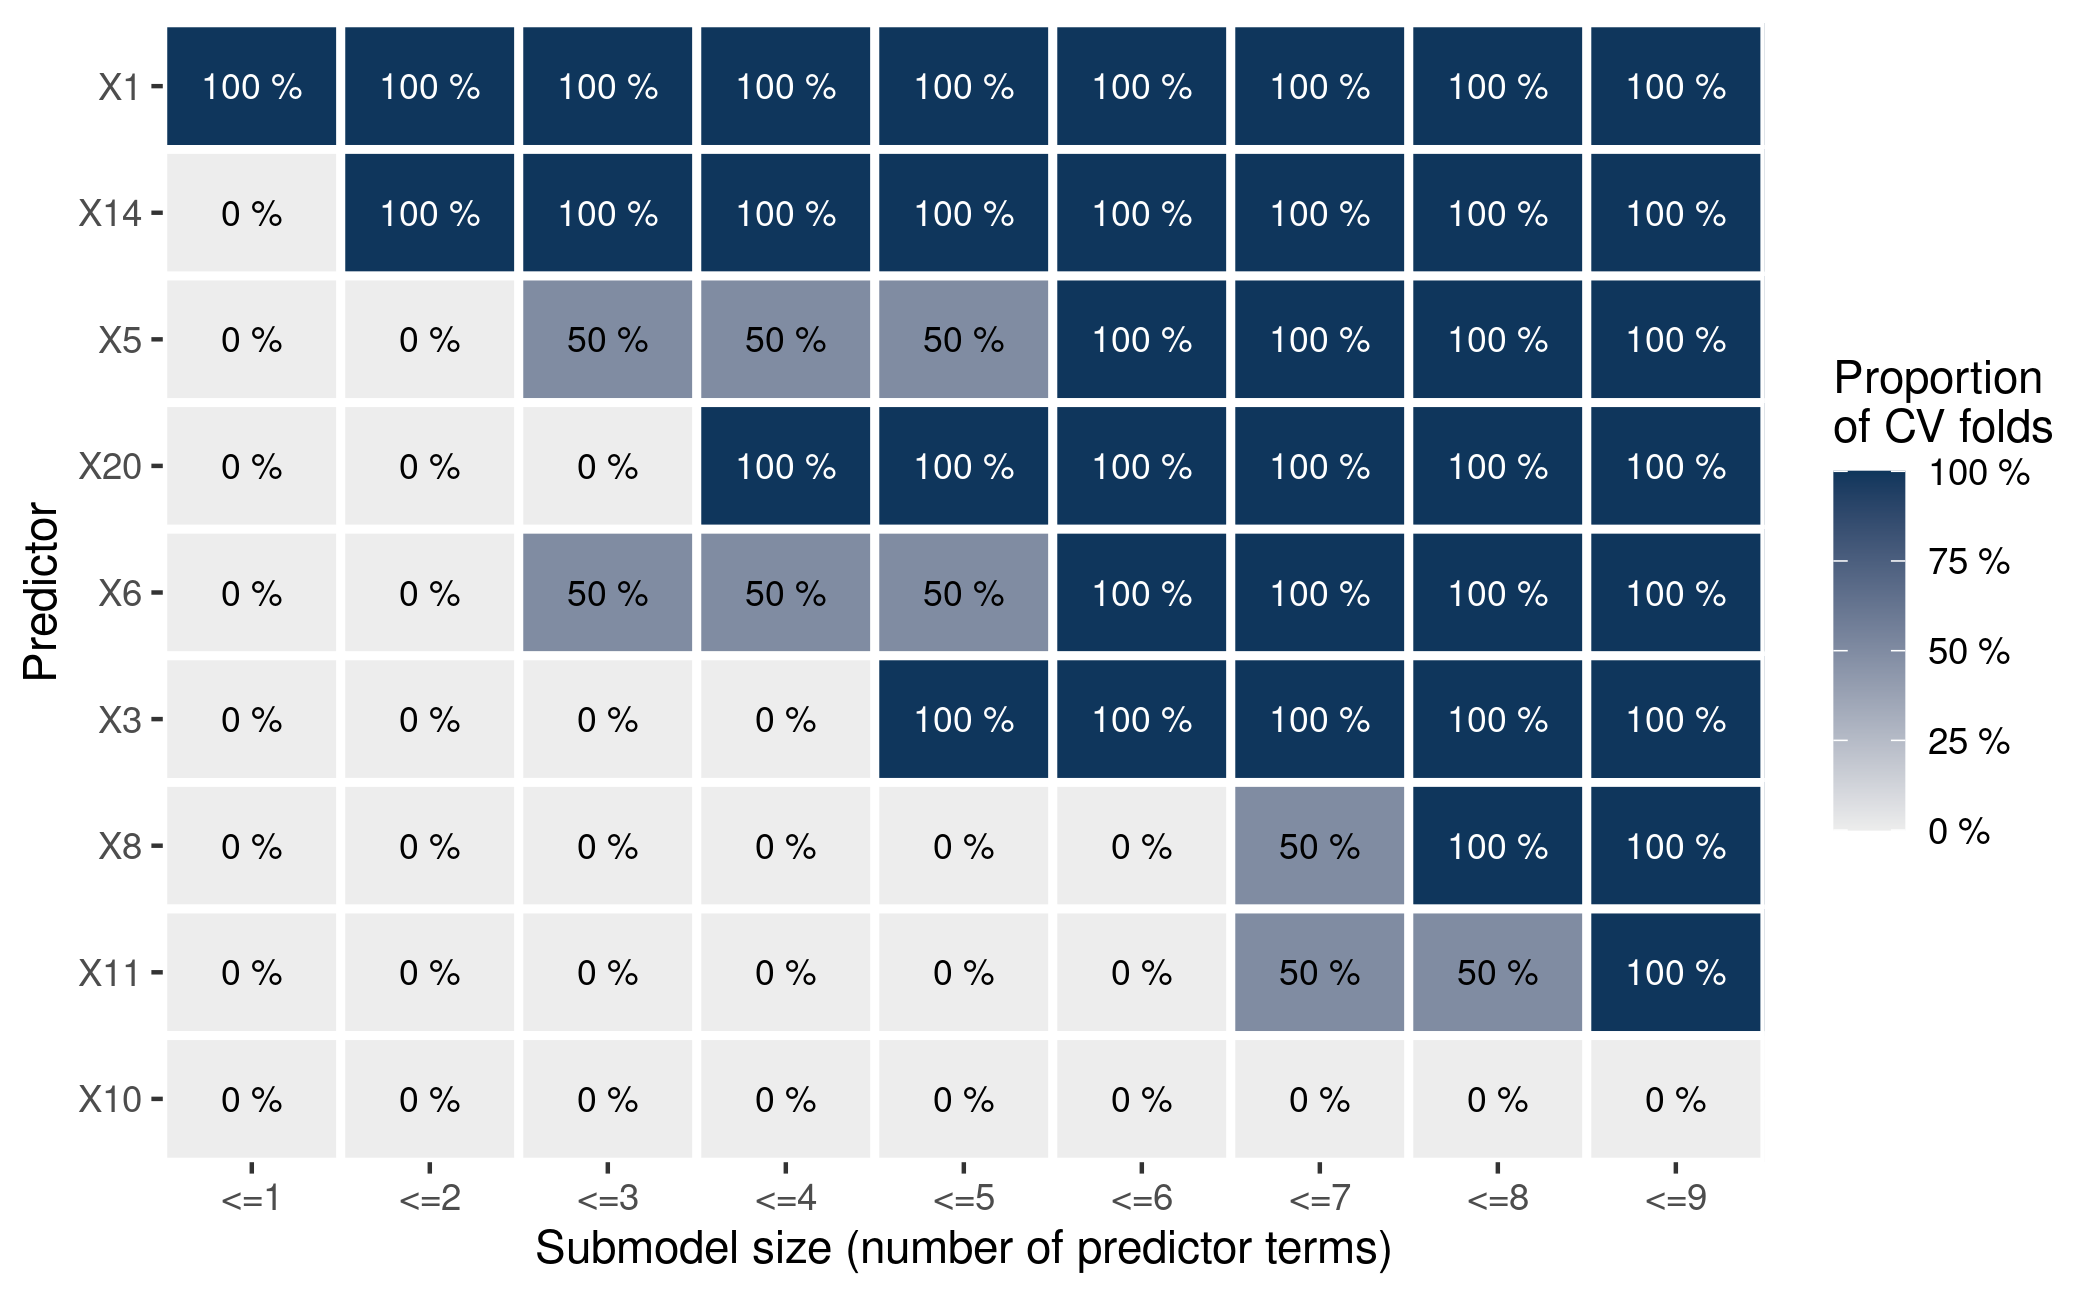 X1 100 % 100 % 100 % 100 % 100 % 100 % 100 % 100 % 100 %
X14 0 % 100 % 100 % 100 % 100 % 100 % 100 % 100 % 100 %
X5 0 % 0 % 50 % 50 % 50 % 100 % 100 % 100 % 100 %
X20 0 % 0 % 0 % 100 % 100 % 100 % 100 % 100 % 100 %
X6 0 % 0 % 50 % 50 % 50 % 100 % 100 % 100 % 100 %
X3 0 % 0 % 0 % 0 % 100 % 100 % 100 % 100 % 100 %
X8 0 % 0 % 0 % 0 % 0 % 0 % 50 % 100 % 100 %
X11 0 % 0 % 0 % 0 % 0 % 0 % 50 % 50 % 100 %
X10 0 % 0 % 0 % 0 % 0 % 0 % 0 % 0 % 0 %
<=1 <=2 <=3 <=4 <=5 <=6 <=7 <=8 <=9
Submodel size (number of predictor terms)
Predictor
Proportion
of CV folds
100 %
75 %
50 %
25 %
0 %